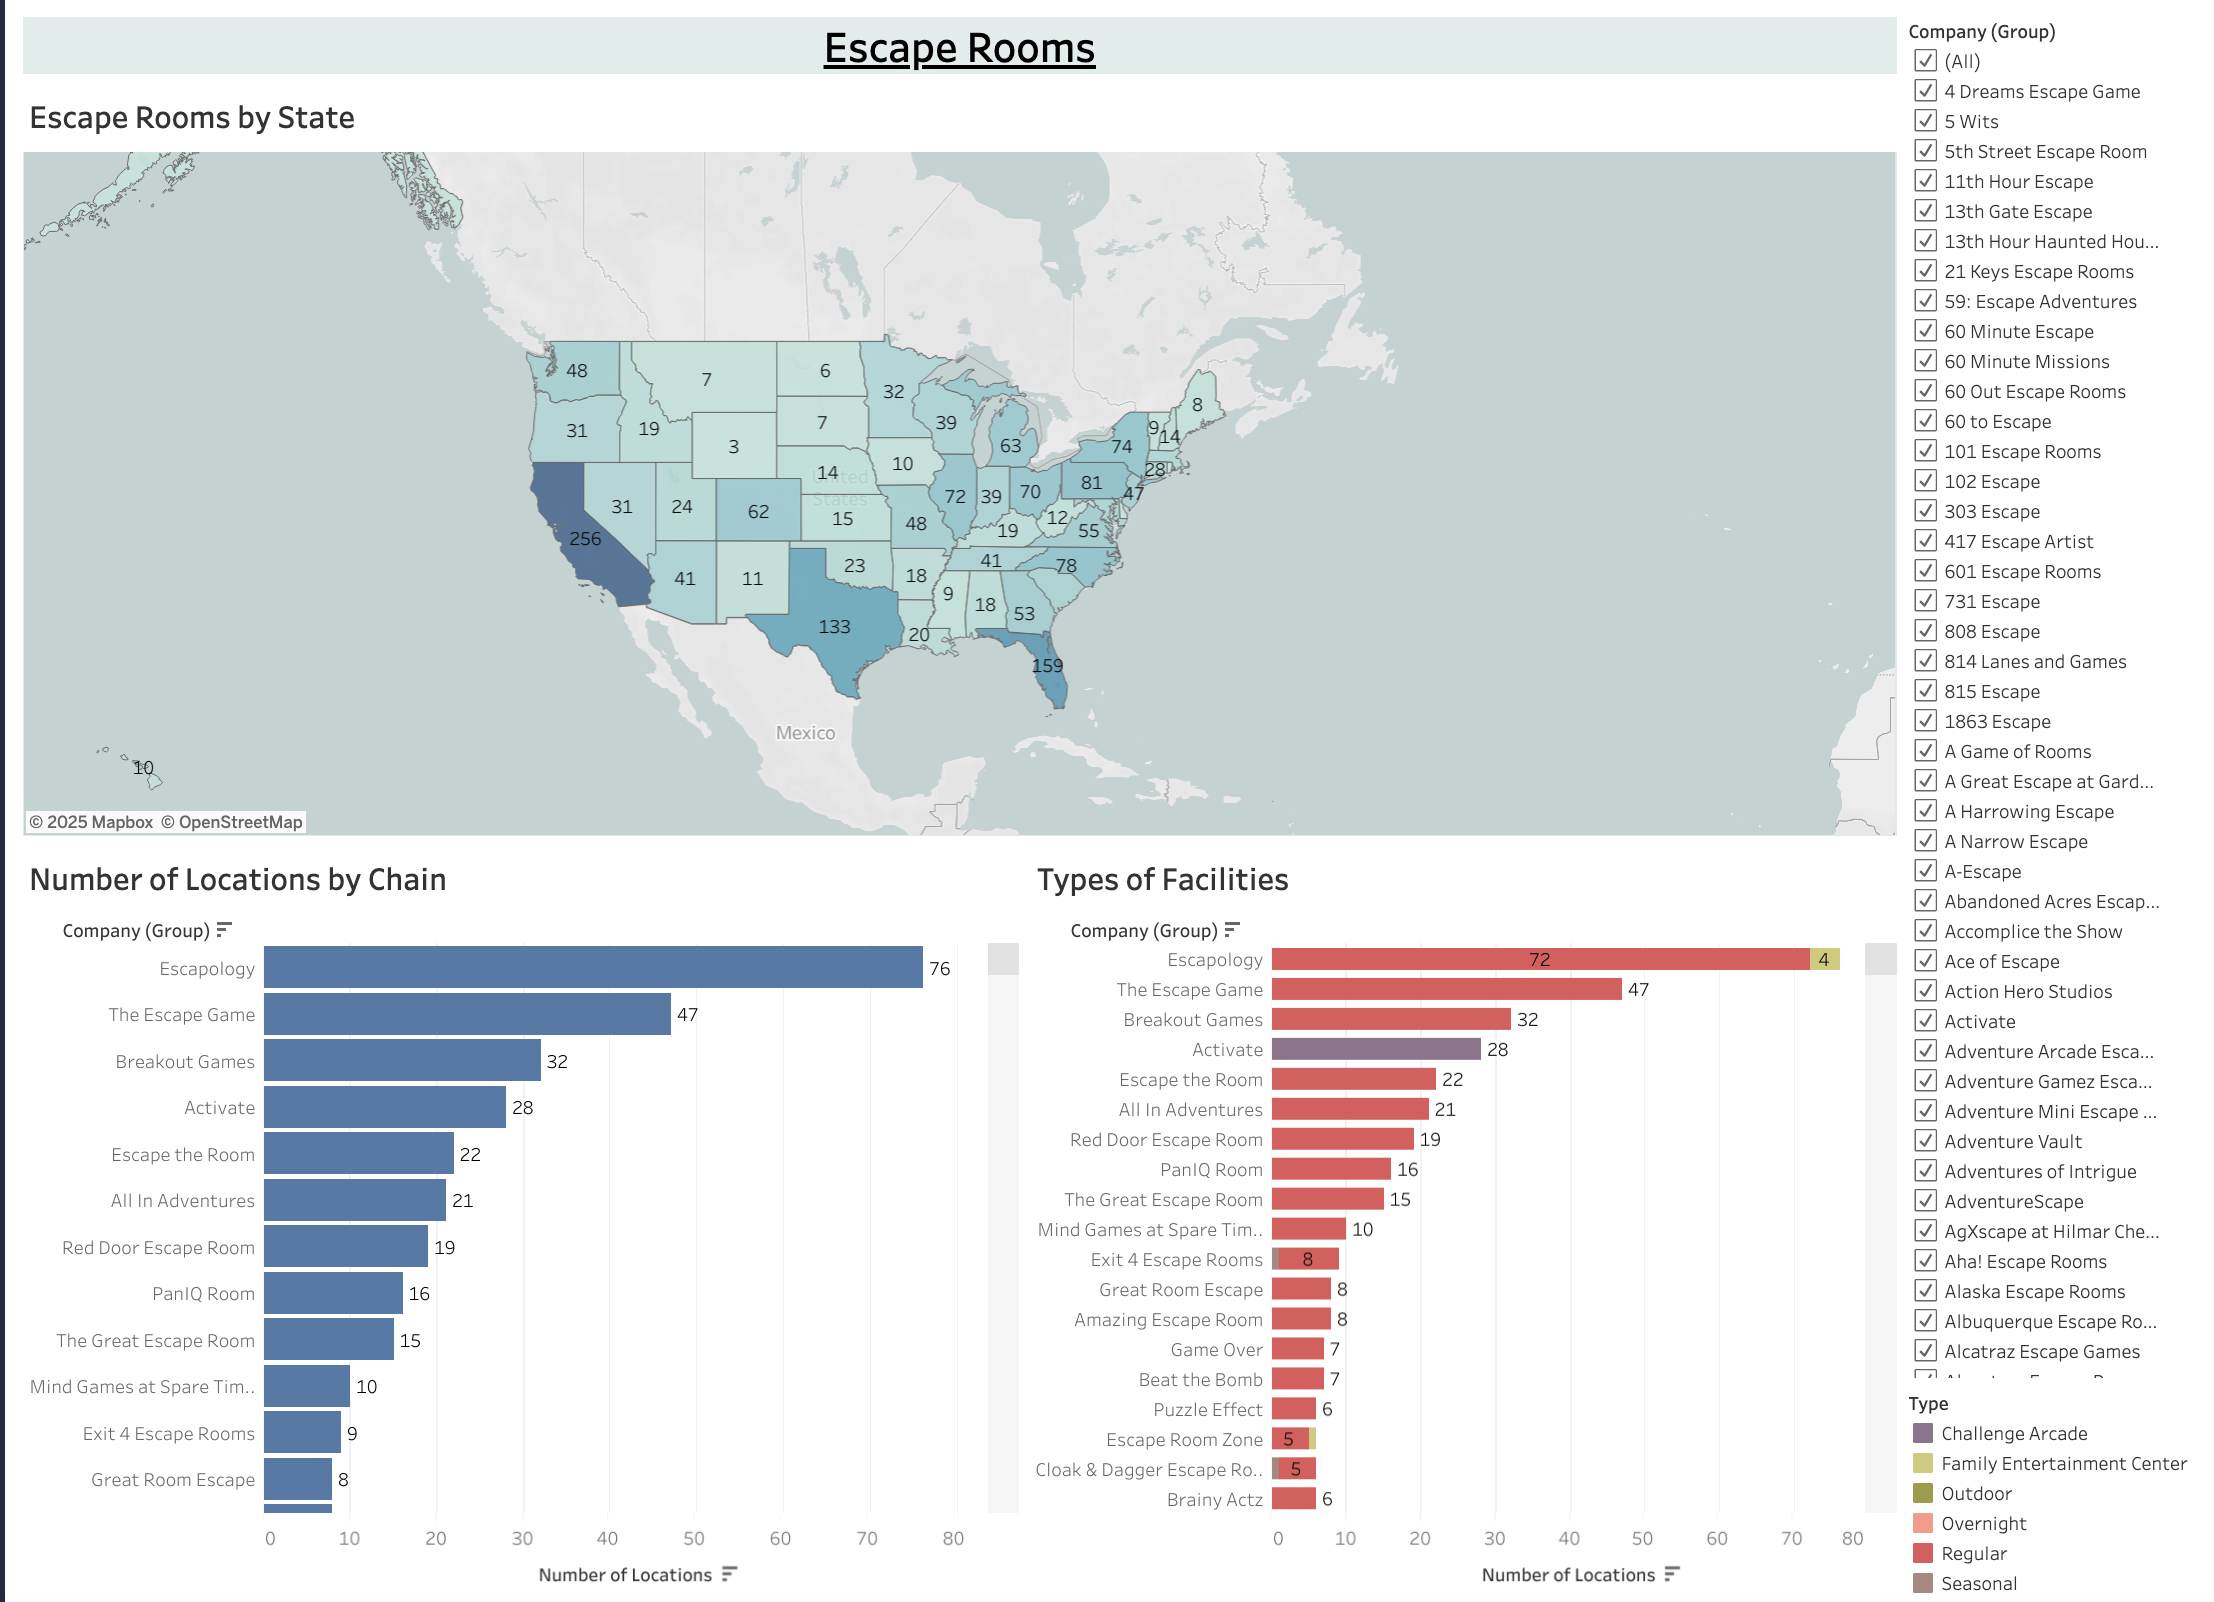 Escape Rooms
Escape Rooms by State
48
7
6
32
8
31
19
3
7
39
63
74
9
14
14
10
28
United
States
72
39
70
81
47
31
24
62
15
48
19
12
55
256
41
11
23
18
41
78
133
20
9
18
53
159
Mexico
10
© 2025 Mapbox © OpenStreetMap
Number of Locations by Chain
Company (Group)
Escapology 76
The Escape Game 47
Breakout Games 32
Activate 28
Escape the Room 22
All In Adventures 21
Red Door Escape Room 19
PanIQ Room 16
The Great Escape Room 15
Mind Games at Spare Tim.. 10
Exit 4 Escape Rooms 9
Great Room Escape 8
0 10 20 30 40 50 60 70 80
Number of Locations
Types of Facilities
Company (Group)
Escapology 72 4
The Escape Game 47
Breakout Games 32
Activate 28
Escape the Room 22
All In Adventures 21
Red Door Escape Room 19
PanIQ Room 16
The Great Escape Room 15
Mind Games at Spare Tim.. 10
Exit 4 Escape Rooms 8
Great Room Escape 8
Amazing Escape Room 8
Game Over 7
Beat the Bomb 7
Puzzle Effect 6
Escape Room Zone 5
Cloak & Dagger Escape Ro.. 5
Brainy Actz 6
0 10 20 30 40 50 60 70 80
Number of Locations
Company (Group)
(All)
4 Dreams Escape Game
5 Wits
5th Street Escape Room
11th Hour Escape
13th Gate Escape
13th Hour Haunted Hou...
21 Keys Escape Rooms
59: Escape Adventures
60 Minute Escape
60 Minute Missions
60 Out Escape Rooms
60 to Escape
101 Escape Rooms
102 Escape
303 Escape
417 Escape Artist
601 Escape Rooms
731 Escape
808 Escape
814 Lanes and Games
815 Escape
1863 Escape
A Game of Rooms
A Great Escape at Gard...
A Harrowing Escape
A Narrow Escape
A-Escape
Abandoned Acres Escap...
Accomplice the Show
Ace of Escape
Action Hero Studios
Activate
Adventure Arcade Esca...
Adventure Gamez Esca...
Adventure Mini Escape ...
Adventure Vault
Adventures of Intrigue
AdventureScape
AgXscape at Hilmar Che...
Aha! Escape Rooms
Alaska Escape Rooms
Albuquerque Escape Ro...
Alcatraz Escape Games
Type
Challenge Arcade
Family Entertainment Center
Outdoor
Overnight
Regular
Seasonal